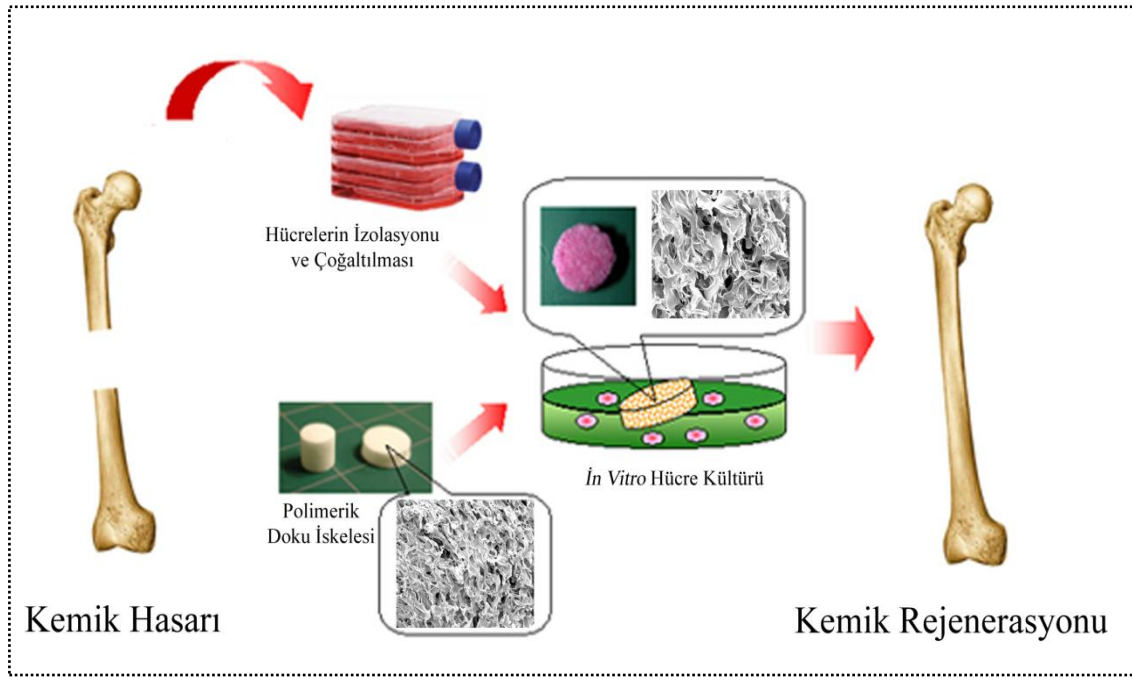 Hücrelerin İzolasyonu
ve Çoğaltılması
Polimerik
Doku İskelesi
İn Vitro Hücre Kültürü
Kemik Hasarı
Kemik Rejenerasyonu